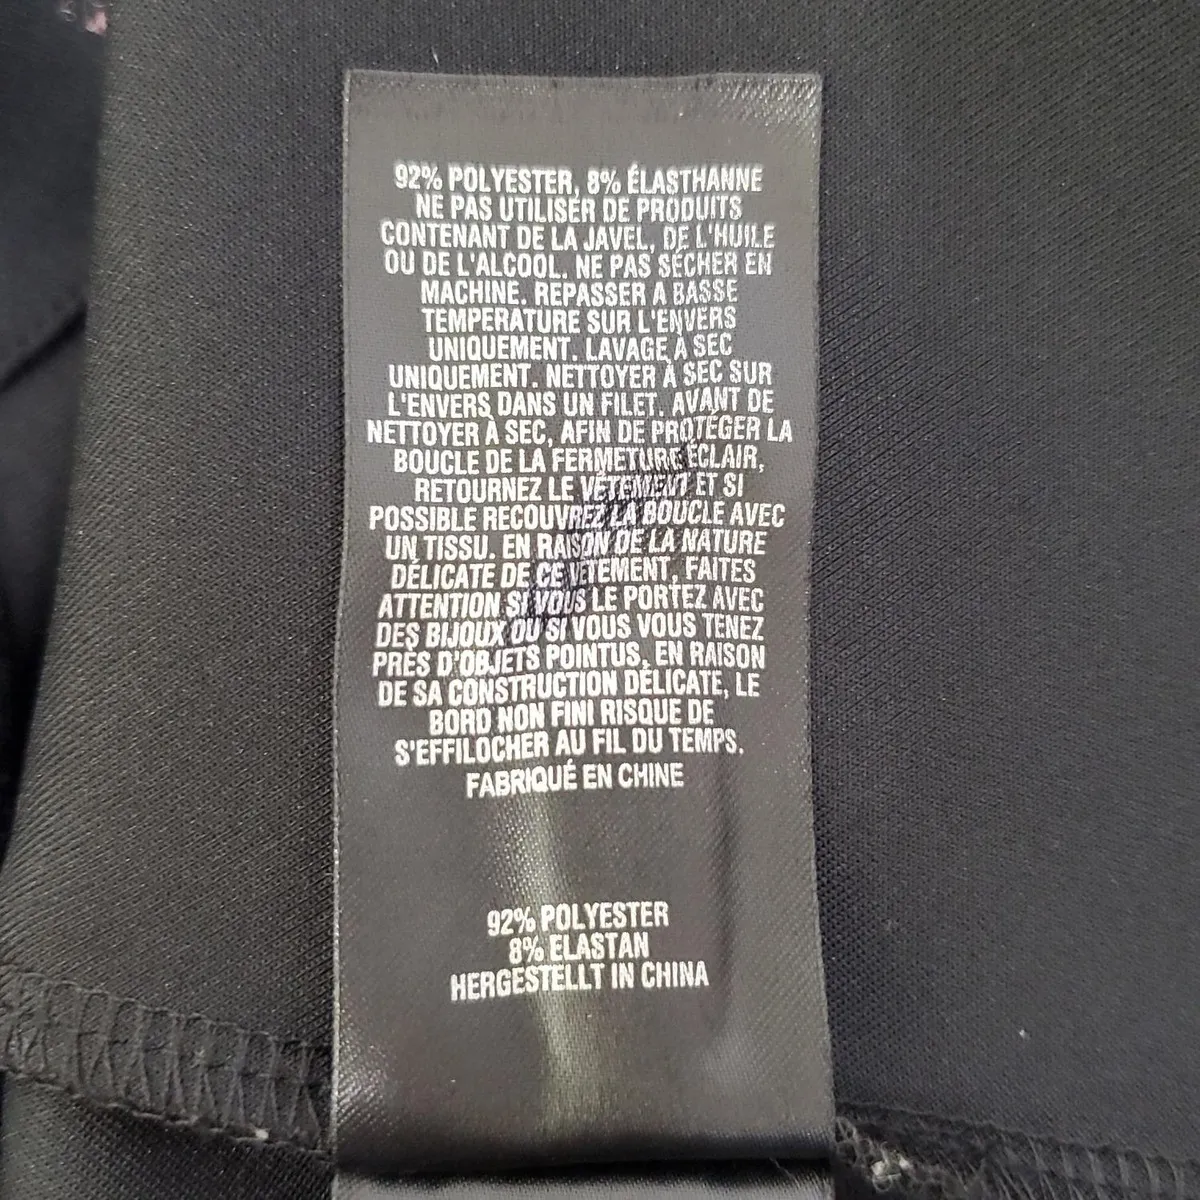 92% POLYESTER, 8% ÉLASTHANNE
NE PAS UTILISER DE PRODUITS
CONTENANT DE LA JAVEL, DE L'HUILE
OU DE L'ALCOOL. NE PAS SÉCHER EN
MACHINE. REPASSER A BASSE
TEMPERATURE SUR L'ENVERS
UNIQUEMENT. LAVAGE À SEC
UNIQUEMENT. NETTOYER À SEC SUR
L'ENVERS DANS UN FILET. AVANT DE
NETTOYER À SEC, AFIN DE PROTÉGER LA
BOUCLE DE LA FERMETURE ÉCLAIR,
RETOURNEZ LE VÊTEMENT ET SI
POSSIBLE RECOUVREZ LA BOUCLE AVEC
UN TISSU. EN RAISON DE LA NATURE
DÉLICATE DE CE VÊTEMENT, FAITES
ATTENTION SI VOUS LE PORTEZ AVEC
DES BIJOUX OU SI VOUS VOUS TENEZ
PRÈS D'OBJETS POINTUS. EN RAISON
DE SA CONSTRUCTION DÉLICATE, LE
BORD NON FINI RISQUE DE
S'EFFILOCHER AU FIL DU TEMPS.
FABRIQUÉ EN CHINE
92% POLYESTER
8% ELASTAN
HERGESTELLT IN CHINA